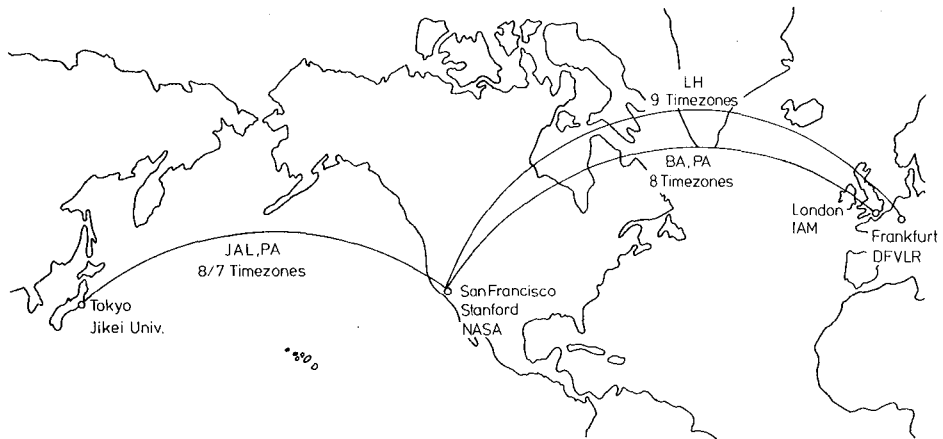 LH
9 Timezones
BA, PA
8 Timezones
London
IAM
Frankfurt
DFVLR
JAL, PA
8/7 Timezones
San Francisco
Stanford
NASA
Tokyo
Jikei Univ.